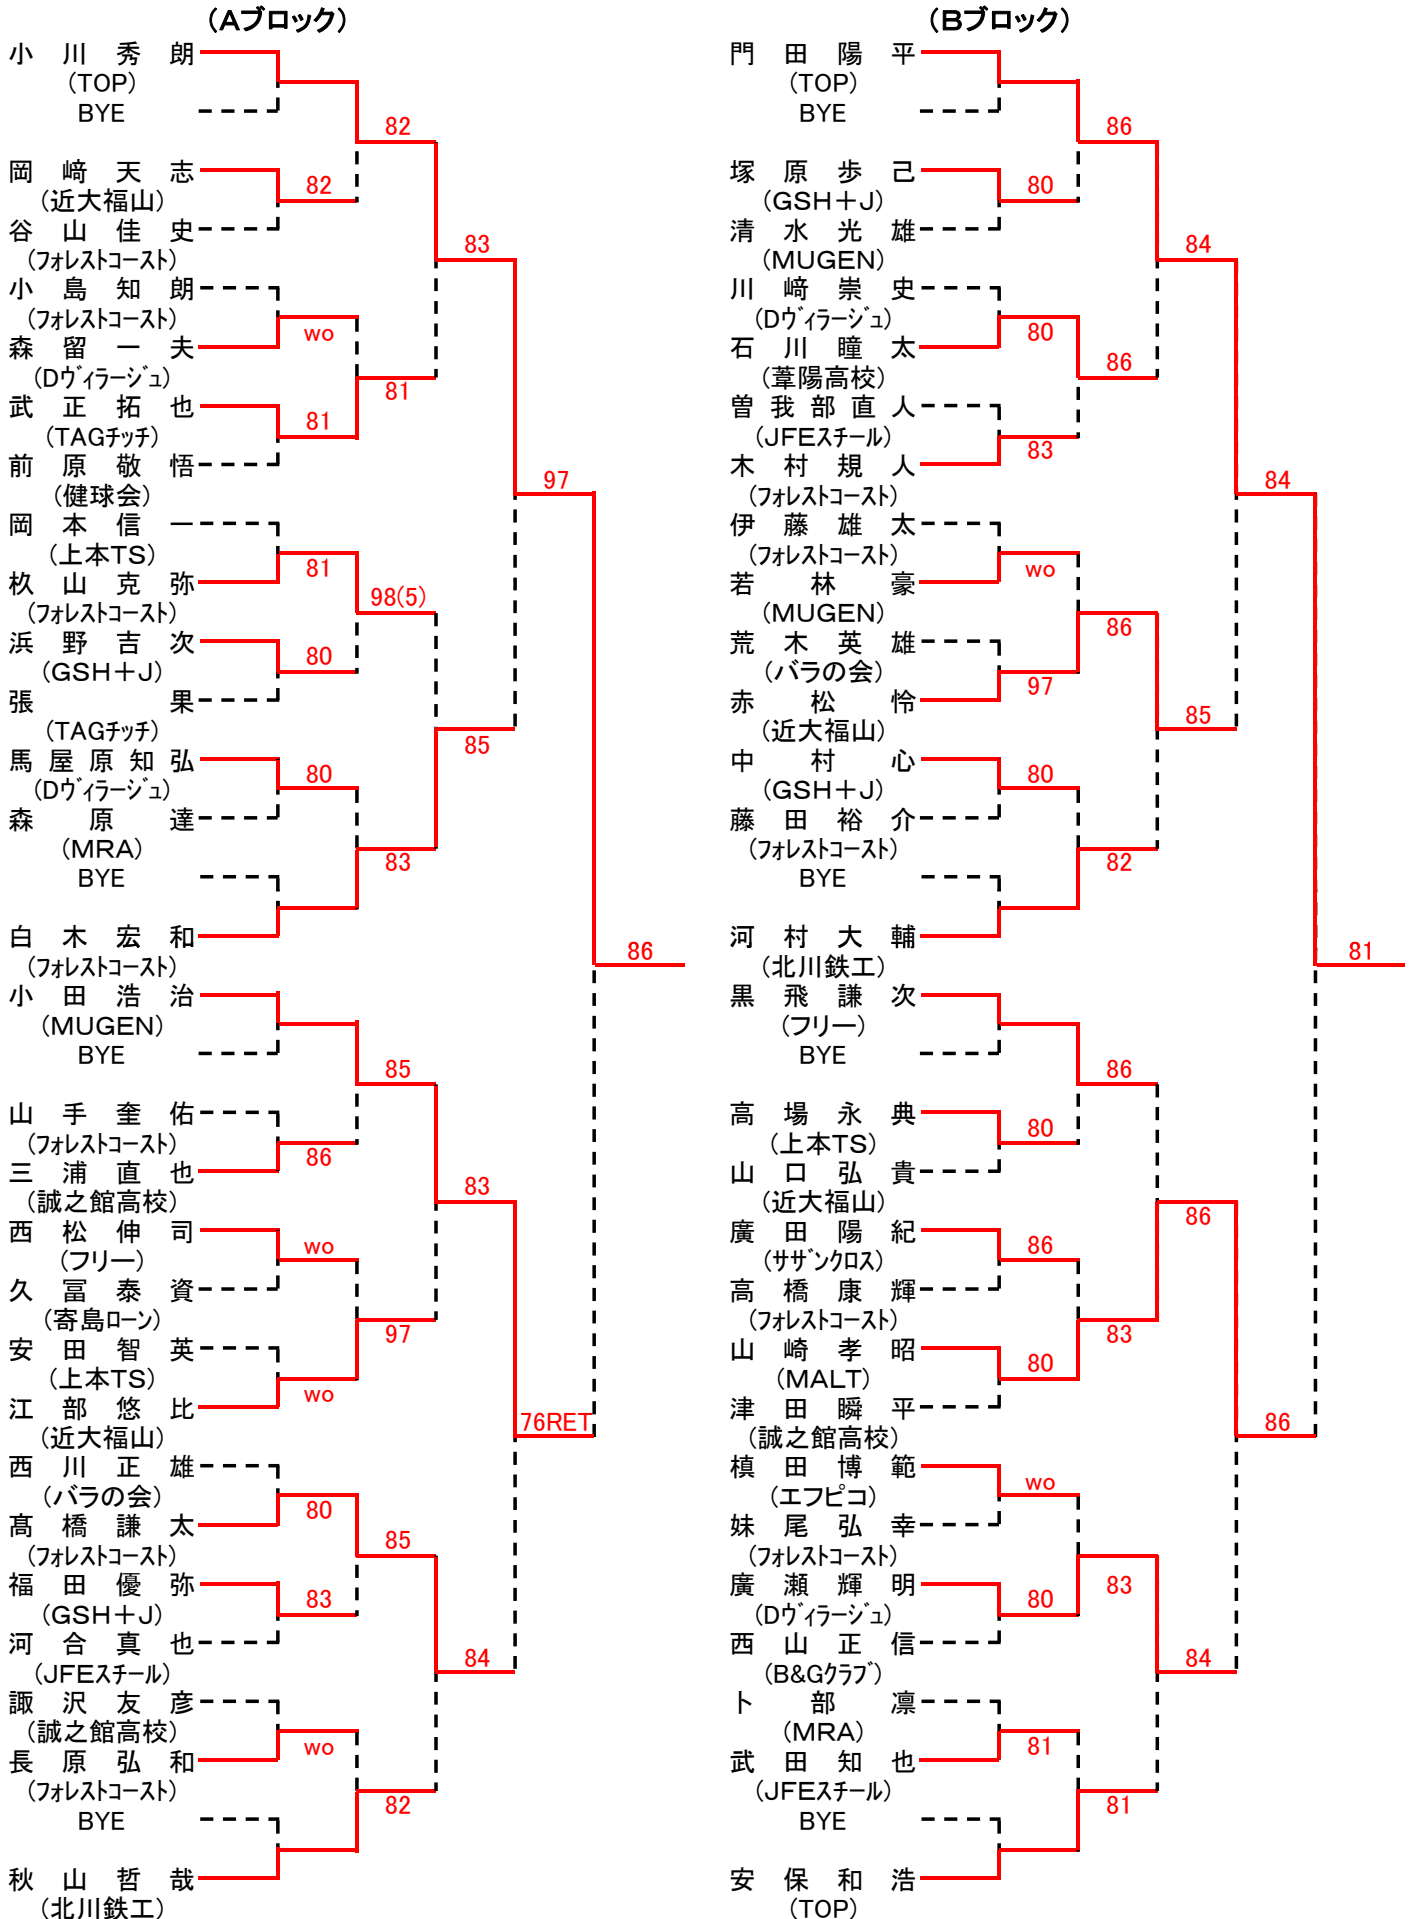 (Aブロック)
小川秀朗
(TOP)
BYE
82
岡﨑天志
82
(近大福山)
谷山佳史
(フォレストコースト)
83
小島知朗
(フォレストコースト)
wo
森留一夫
(Dヴィラージュ)
81
武正拓也
81
(TAGチッチ)
前原敬悟
(健球会)
97
岡本信一
(上本TS)
81
杦山克弥
(フォレストコースト)
98(5)
浜野吉次
80
(GSH+J)
張果
(TAGチッチ)
85
馬屋原知弘
80
(Dヴィラージュ)
森原達
(MRA)
83
BYE
白木宏和
(フォレストコースト)
86
小田浩治
(MUGEN)
BYE
85
山手奎佑
(フォレストコースト)
86
三浦直也
(誠之館高校)
83
西松伸司
wo
(フリー)
久冨泰資
(寄島ローン)
97
安田智英
(上本TS)
wo
江部悠比
(近大福山)
76RET
西川正雄
(バラの会)
80
髙橋謙太
(フォレストコースト)
85
福田優弥
83
(GSH+J)
河合真也
(JFEスチール)
84
諏沢友彦
(誠之館高校)
wo
長原弘和
(フォレストコースト)
82
BYE
秋山哲哉
(北川鉄工)
(Bブロック)
門田陽平
(TOP)
BYE
86
塚原歩己
80
(GSH+J)
清水光雄
(MUGEN)
84
川﨑崇史
(Dヴィラージュ)
80
石川瞳太
(葦陽高校)
86
曽我部直人
(JFEスチール)
83
木村規人
(フォレストコースト)
84
伊藤雄太
(フォレストコースト)
wo
若林豪
(MUGEN)
86
荒木英雄
(バラの会)
97
赤松怜
(近大福山)
85
中村心
80
(GSH+J)
藤田裕介
(フォレストコースト)
82
BYE
河村大輔
(北川鉄工)
81
黒飛謙次
(フリー)
BYE
86
高場永典
80
(上本TS)
山口弘貴
(近大福山)
86
廣田陽紀
86
(サザンクロス)
高橋康輝
(フォレストコースト)
83
山崎孝昭
80
(MALT)
津田瞬平
(誠之館高校)
86
槙田博範
wo
(エフピコ)
妹尾弘幸
(フォレストコースト)
83
廣瀬輝明
80
(Dヴィラージュ)
西山正信
(B&Gクラブ)
84
卜部凛
(MRA)
81
武田知也
(JFEスチール)
81
BYE
安保和浩
(TOP)